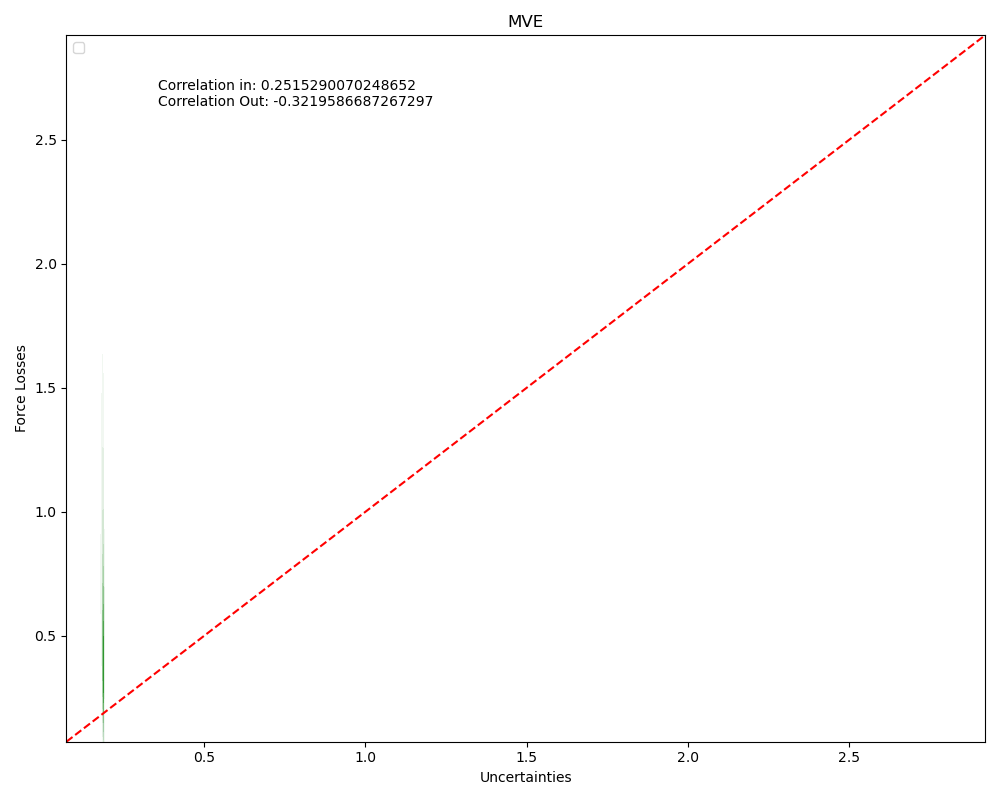 MVE
Correlation in: 0.2515290070248652
Correlation Out: -0.3219586687267297
2.5
2.0
1.5
1.0
0.5
Force Losses
0.5 1.0 1.5 2.0 2.5
Uncertainties